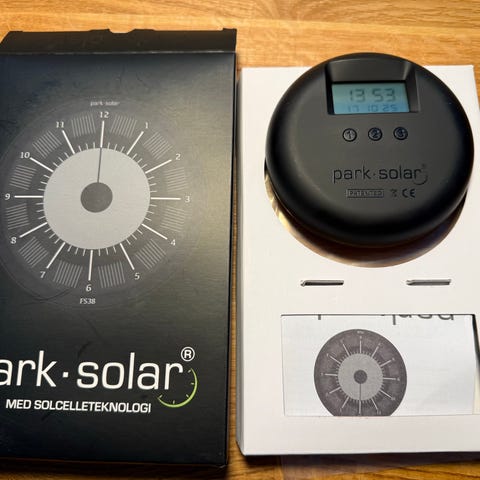 park·solar
12
11
1
2
3
4
5
6
7
8
9
10
FS38
ark·solar®
MED SOLCELLETEKNOLOGI
13 53
17 10 25
1 2 3
park·solar®
PATENTED CE